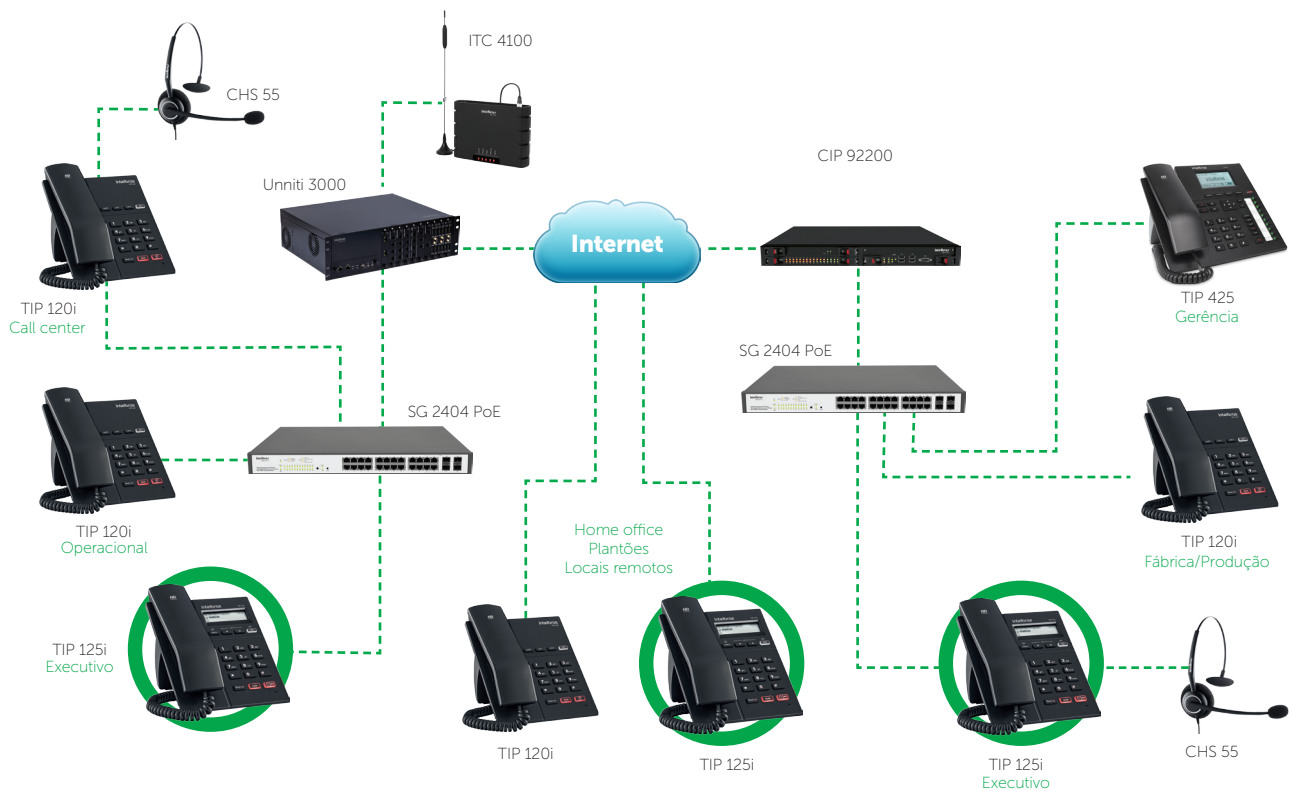 ITC 4100
CHS 55
CIP 92200
Unniti 3000
Internet
TIP 120i
Call center
TIP 425
Gerência
SG 2404 PoE
SG 2404 PoE
TIP 120i
Operacional
Home office
Plantões
Locais remotos
TIP 120i
Fábrica/Produção
TIP 125i
Executivo
TIP 120i
TIP 125i
TIP 125i
Executivo
CHS 55